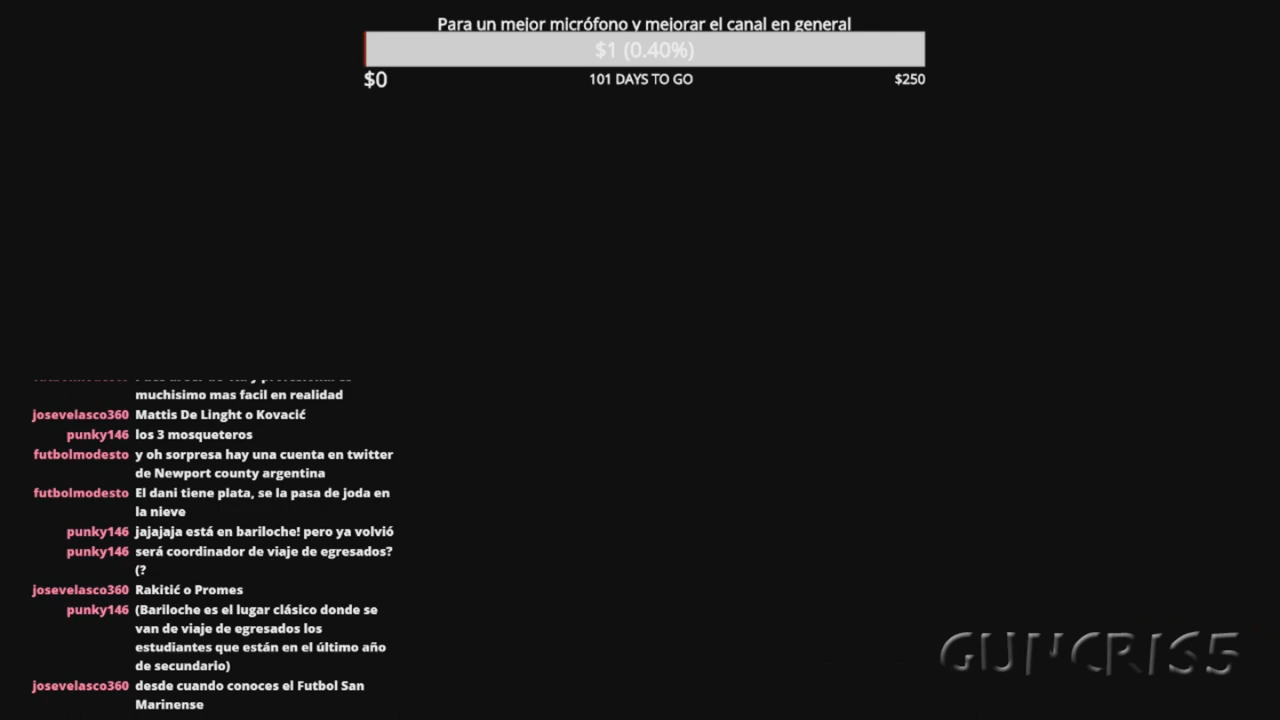 Para un mejor micrófono y mejorar el canal en general
$1 (0.40%)
$0 101 DAYS TO GO $250
muchisimo mas facil en realidad
josevelasco360 Mattis De Linght o Kovacić
punky146 los 3 mosqueteros
futbolmodesto y oh sorpresa hay una cuenta en twitter
de Newport county argentina
futbolmodesto El dani tiene plata, se la pasa de joda en
la nieve
punky146 jajajaja está en bariloche! pero ya volvió
punky146 será coordinador de viaje de egresados?
(?
josevelasco360 Rakitić o Promes
punky146 (Bariloche es el lugar clásico donde se
van de viaje de egresados los
estudiantes que están en el último año
de secundario)
josevelasco360 desde cuando conoces el Futbol San
Marinense
GUNCRIS5